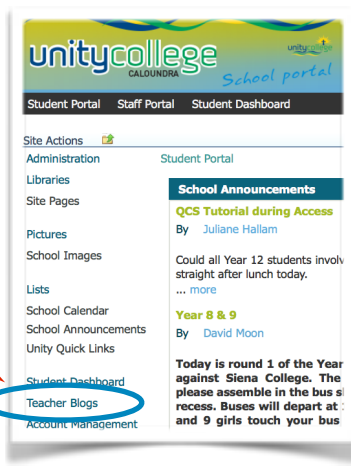 unitycollege
CALOUNDRA
unitycollege
School portal
Student Portal Staff Portal Student Dashboard
Site Actions
Administration
Libraries
Site Pages
Pictures
School Images
Lists
School Calendar
School Announcements
Unity Quick Links
Student Dashboard
Teacher Blogs
Account Management
Student Portal
School Announcements
QCS Tutorial during Access
By Juliane Hallam
Could all Year 12 students involv
straight after lunch today.
... more
Year 8 & 9
By David Moon
Today is round 1 of the Year
against Siena College. The
please assemble in the bus s
recess. Buses will depart at
and 9 girls touch your bus